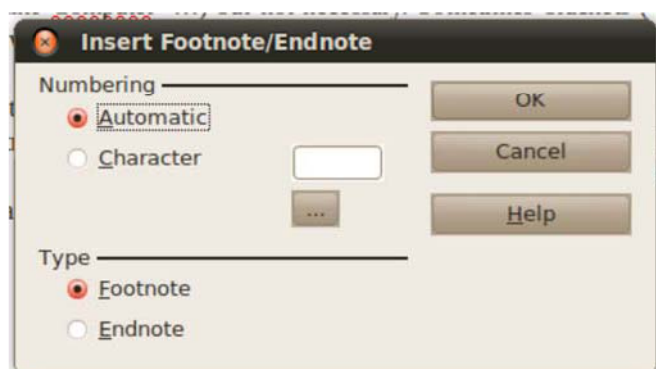 Insert Footnote/Endnote
Numbering
Automatic
Character
...
Type
Footnote
Endnote
OK
Cancel
Help